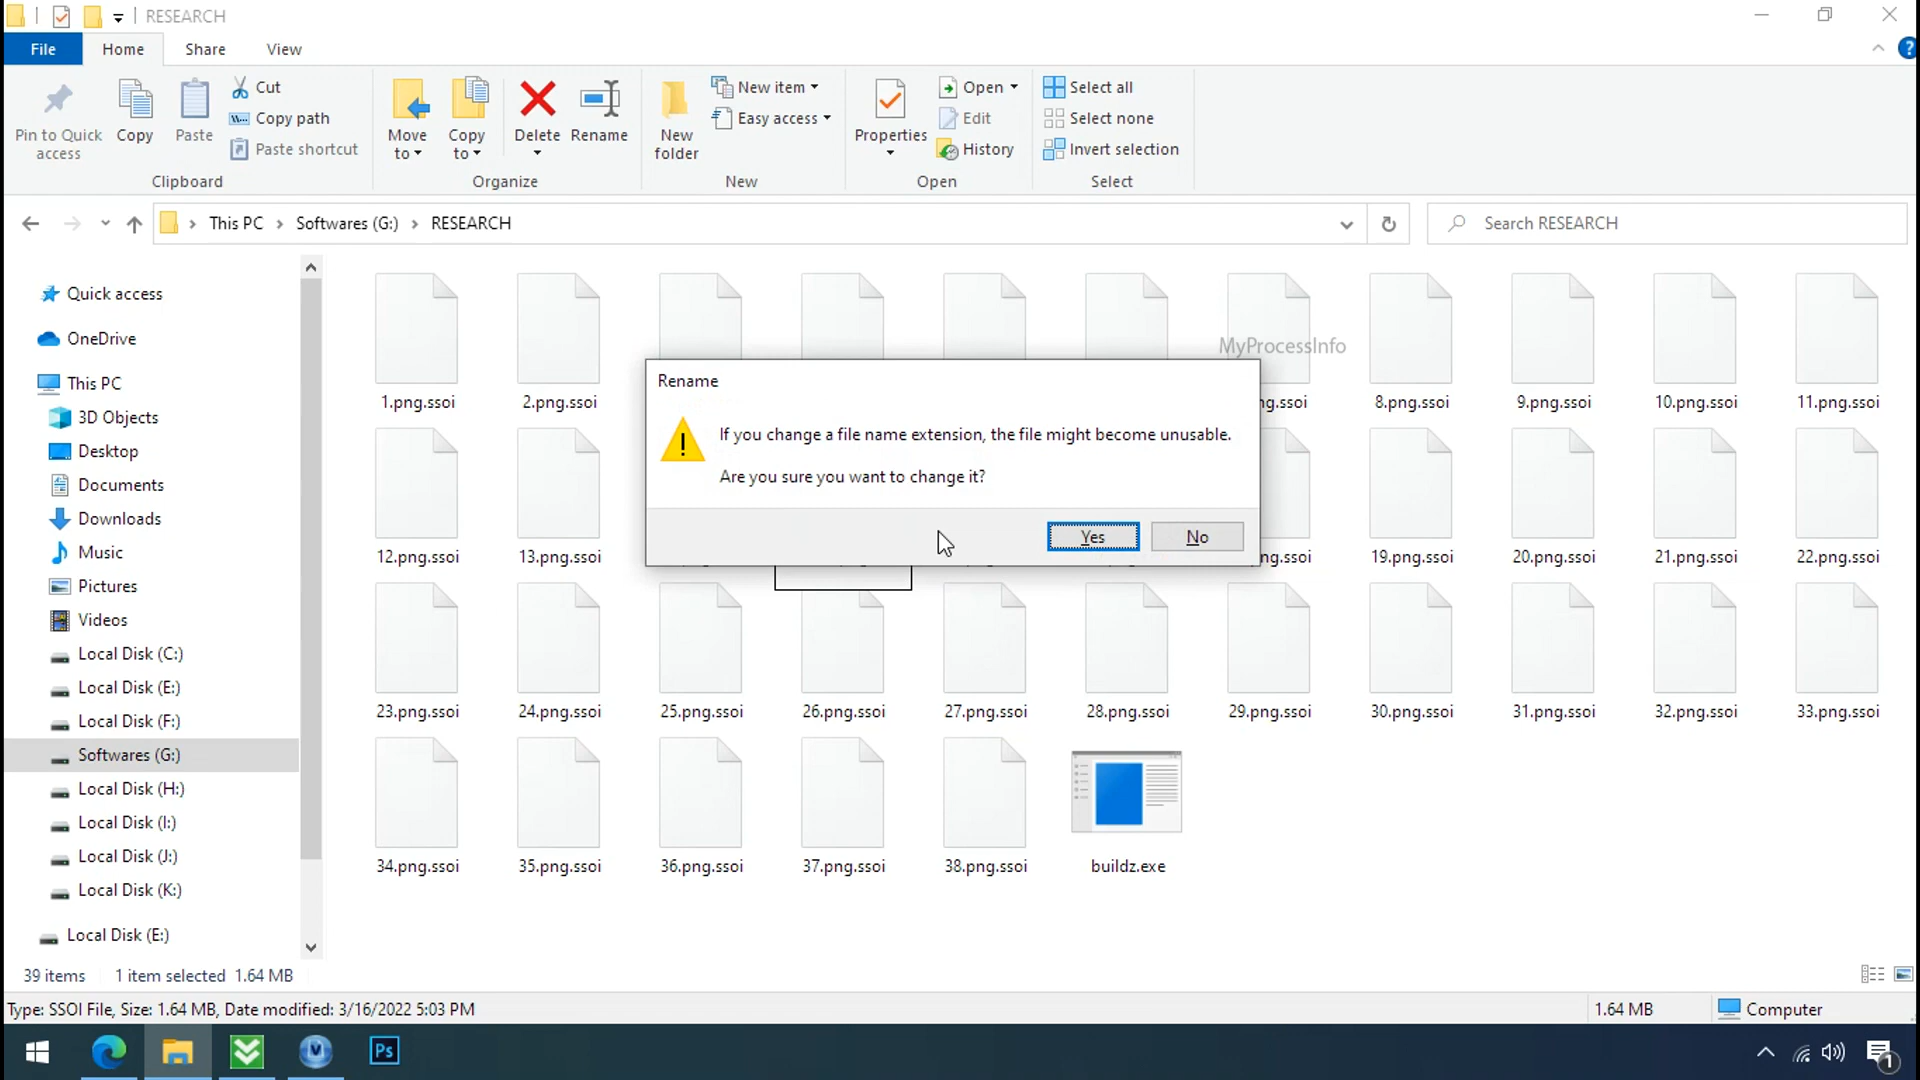 RESEARCH
File Home Share View
Pin to Quick access
Copy
Paste
Cut
Copy path
Paste shortcut
Clipboard
Move to
Copy to
Delete
Rename
Organize
New folder
New item
Easy access
New
Properties
Open
Edit
History
Open
Select all
Select none
Invert selection
Select
This PC > Softwares (G:) > RESEARCH
Search RESEARCH
Quick access
OneDrive
This PC
3D Objects
Desktop
Documents
Downloads
Music
Pictures
Videos
Local Disk (C:)
Local Disk (E:)
Local Disk (F:)
Softwares (G:)
Local Disk (H:)
Local Disk (I:)
Local Disk (J:)
Local Disk (K:)
Local Disk (E:)
MyProcessInfo
1.png.ssoi 2.png.ssoi 8.png.ssoi 9.png.ssoi 10.png.ssoi 11.png.ssoi
Rename
If you change a file name extension, the file might become unusable.
Are you sure you want to change it?
Yes No
12.png.ssoi 13.png.ssoi 19.png.ssoi 20.png.ssoi 21.png.ssoi 22.png.ssoi
23.png.ssoi 24.png.ssoi 25.png.ssoi 26.png.ssoi 27.png.ssoi 28.png.ssoi 29.png.ssoi 30.png.ssoi 31.png.ssoi 32.png.ssoi 33.png.ssoi
34.png.ssoi 35.png.ssoi 36.png.ssoi 37.png.ssoi 38.png.ssoi buildz.exe
39 items 1 item selected 1.64 MB
Type: SSOI File, Size: 1.64 MB, Date modified: 3/16/2022 5:03 PM
1.64 MB
Computer
Ps
1